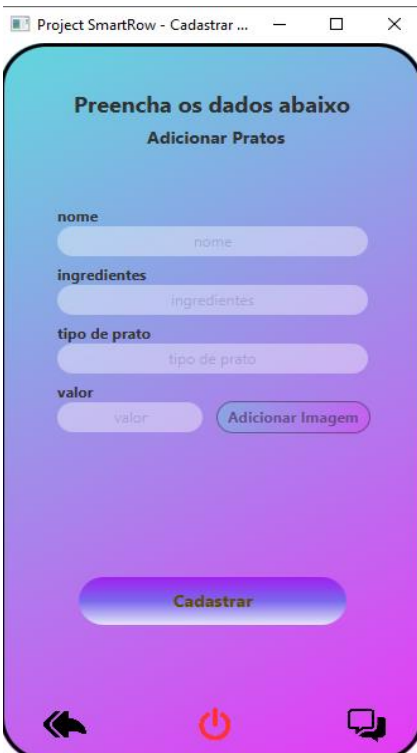 Project SmartRow - Cadastrar ...
Preencha os dados abaixo
Adicionar Pratos
nome
nome
ingredientes
ingredientes
tipo de prato
tipo de prato
valor
valor Adicionar Imagem
Cadastrar